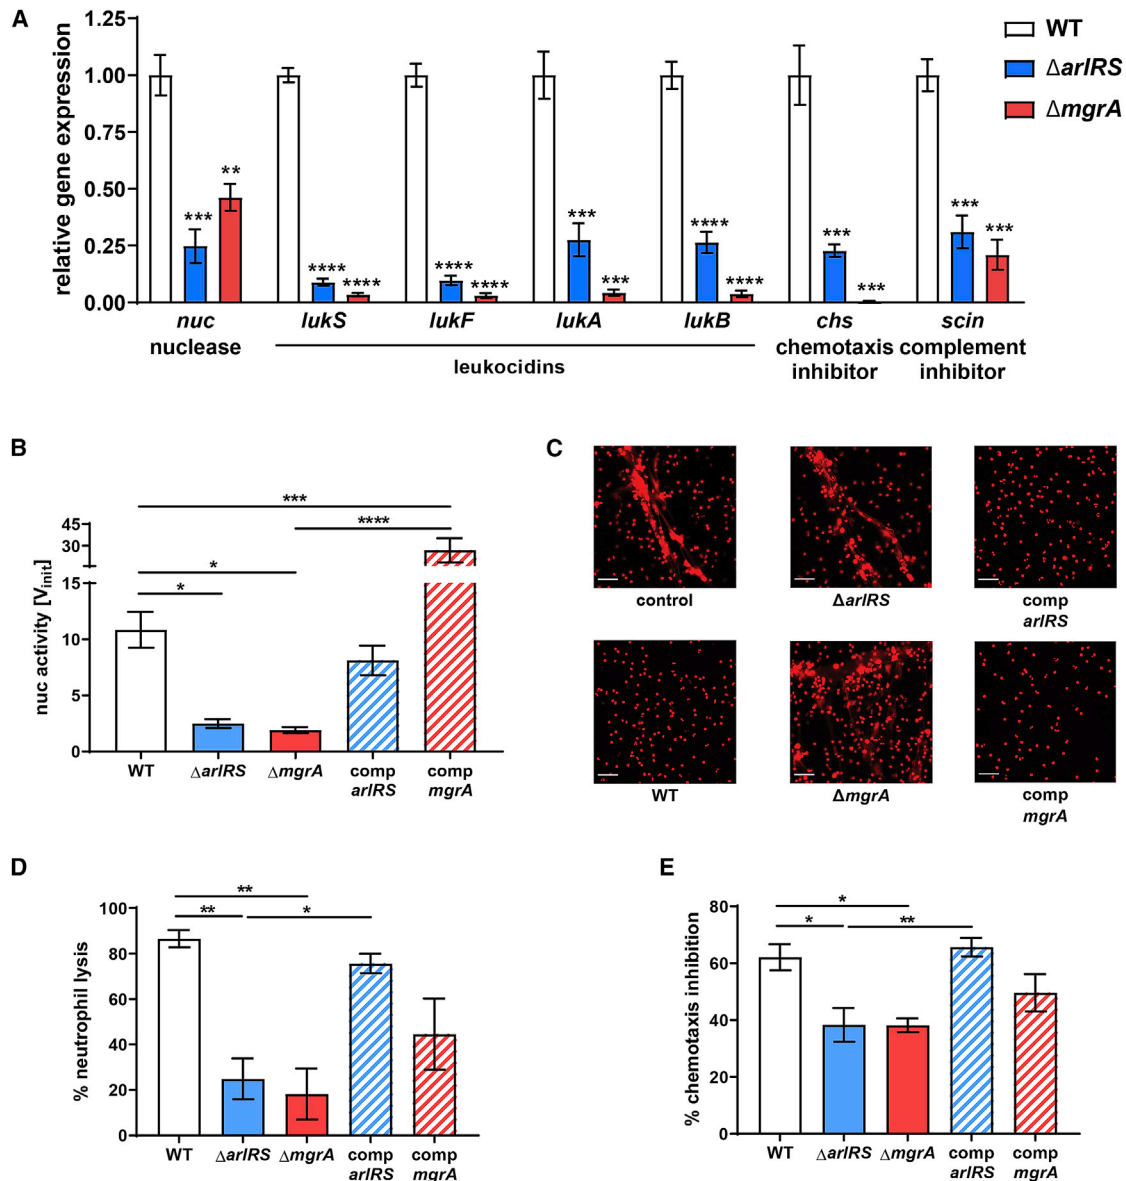 A
relative gene expression
1.25
1.00
0.75
0.50
0.25
0.00
WT
ΔarlRS
ΔmgrA
*** **
**** ****
**** ****
*** ***
**** ****
*** ***
*** ***
nuc lukS lukF lukA lukB chs scin
nuclease
leukocidins
chemotaxis inhibitor
complement inhibitor
B
nuc activity [Vinit]
45
30
15
10
5
0
***
****
*
*
WT ΔarlRS ΔmgrA comp arlRS comp mgrA
C
control
ΔarlRS
comp
arlRS
WT
ΔmgrA
comp
mgrA
D
% neutrophil lysis
100
80
60
40
20
0
**
** *
WT ΔarlRS ΔmgrA comp arlRS comp mgrA
E
% chemotaxis inhibition
80
60
40
20
0
*
* **
WT ΔarlRS ΔmgrA comp arlRS comp mgrA